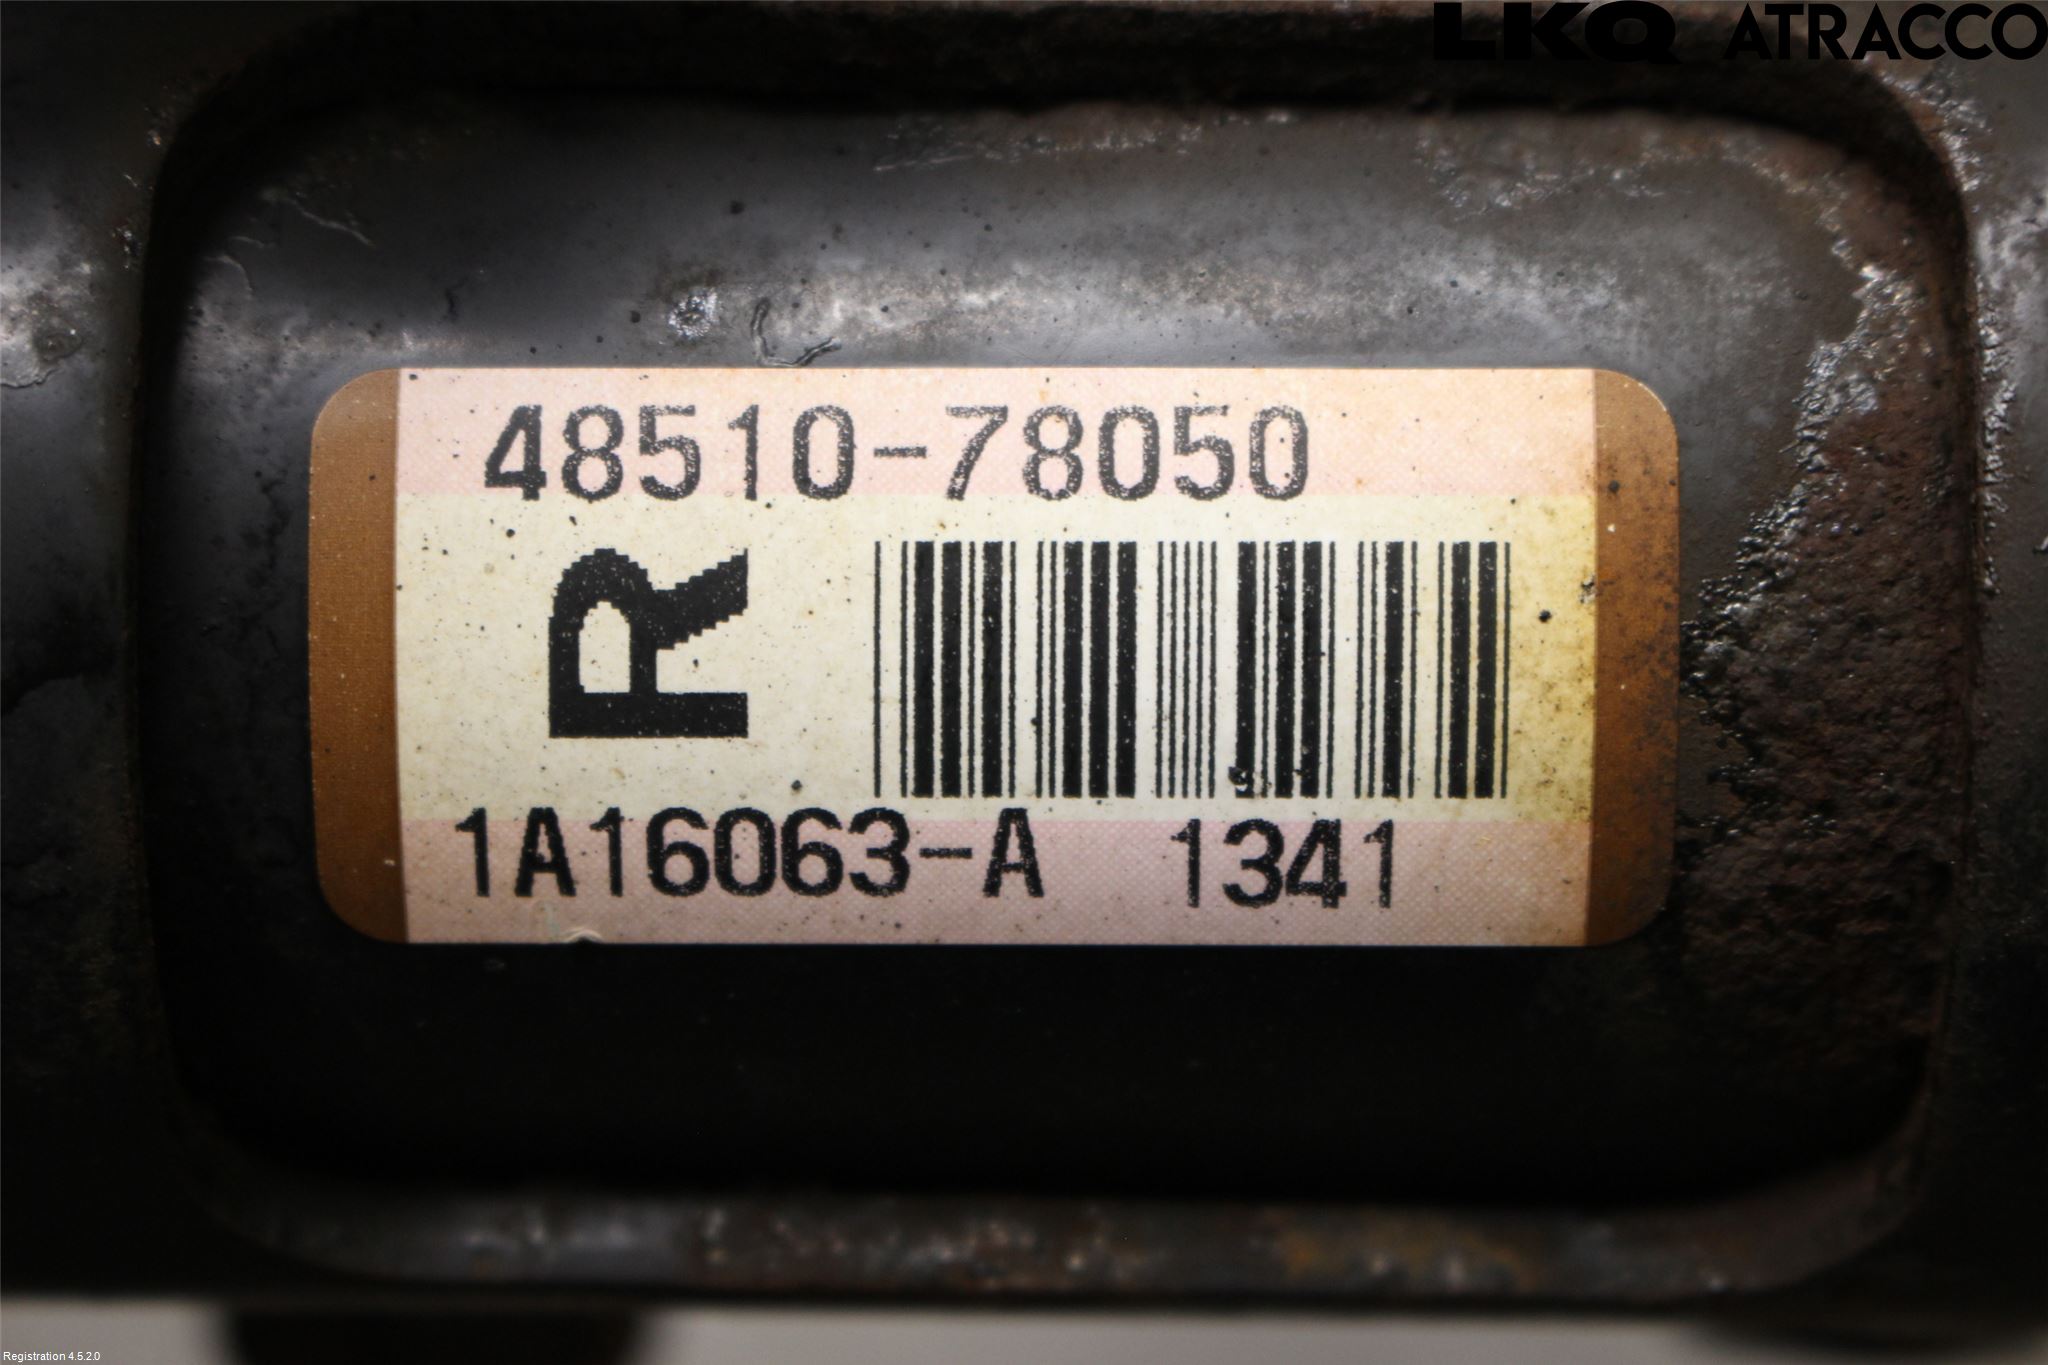 LKQ ATRACCO
48510-78050
R
1A16063-A 1341
Registration 4.5.2.0